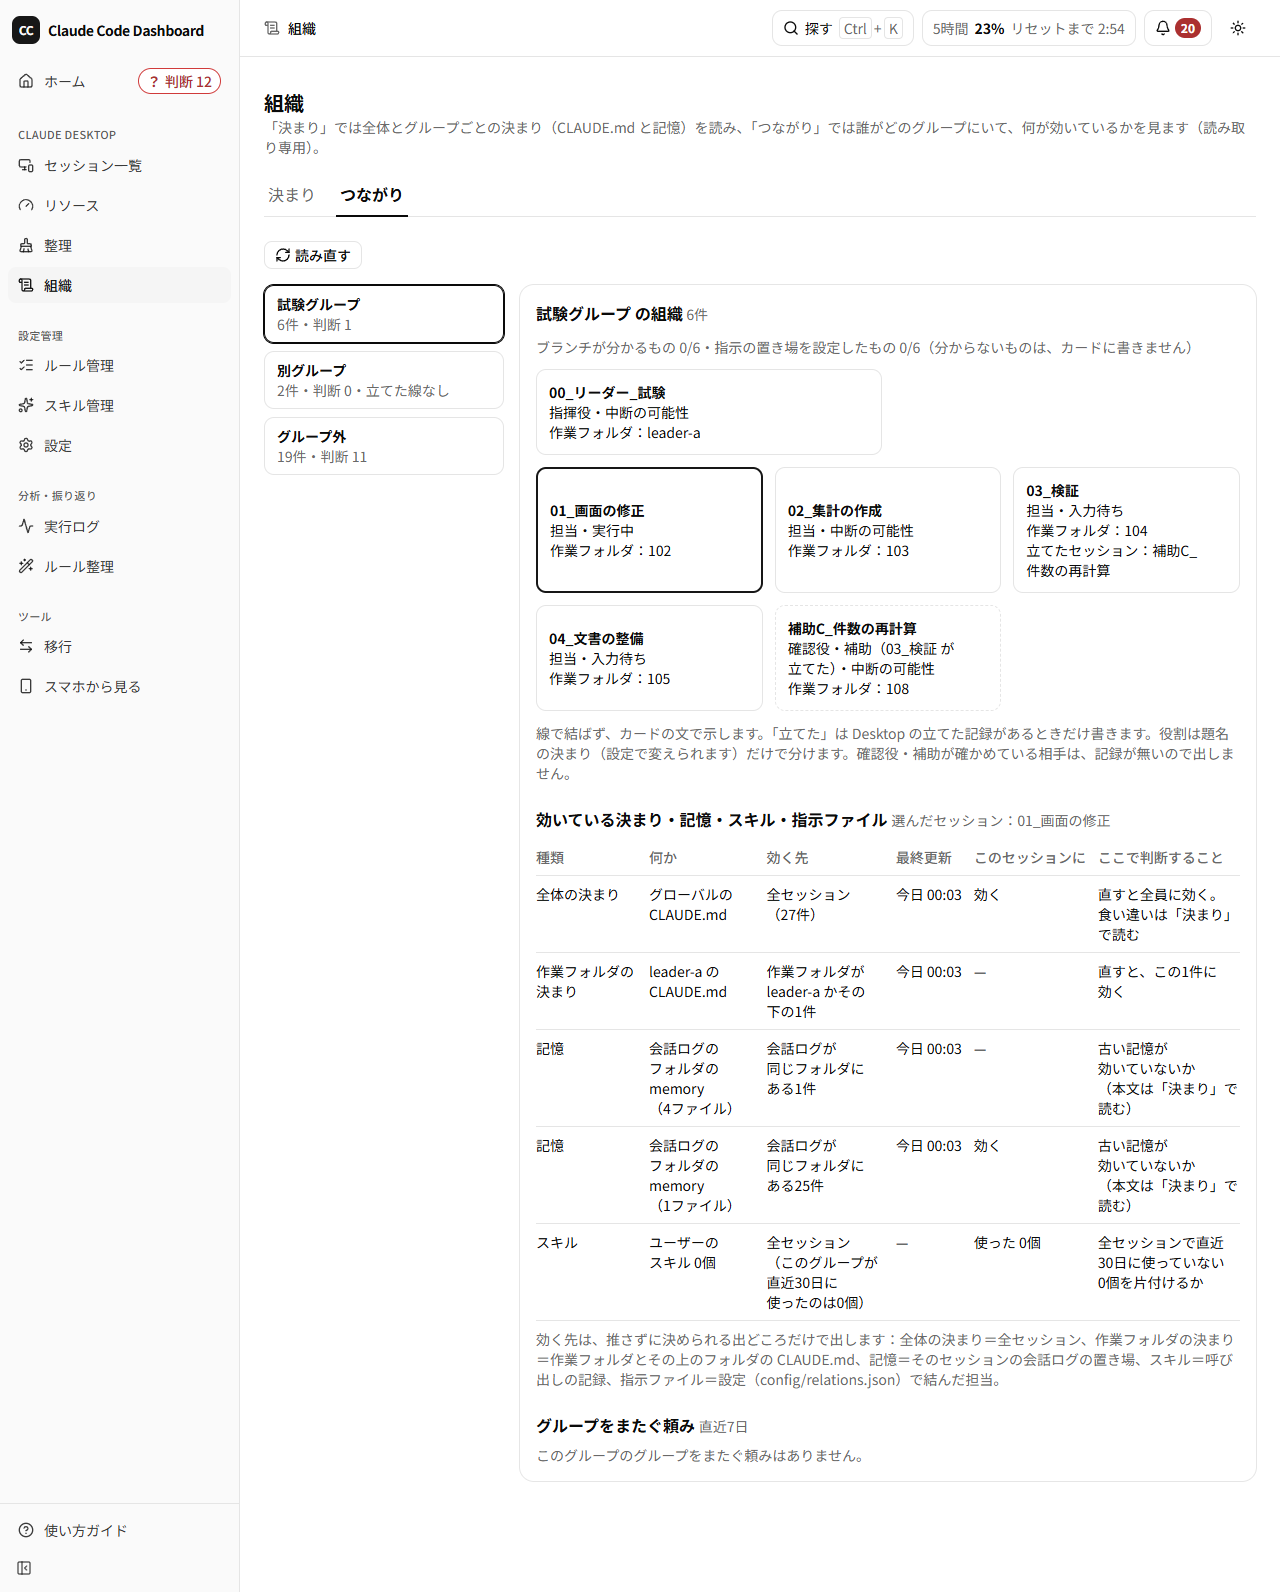 CC Claude Code Dashboard
ホーム
? 判断 12
CLAUDE DESKTOP
セッション一覧
リソース
整理
組織
設定管理
ルール管理
スキル管理
設定
分析・振り返り
実行ログ
ルール整理
ツール
移行
スマホから見る
使い方ガイド
組織
探す Ctrl + K
5時間 23% リセットまで 2:54
20
組織
「決まり」では全体とグループごとの決まり（CLAUDE.md と記憶）を読み、「つながり」では誰がどのグループにいて、何が効いているかを見ます（読み取
り専用）。
決まり つながり
読み直す
試験グループ
6件・判断 1
別グループ
2件・判断 0・立てた線なし
グループ外
19件・判断 11
試験グループ の組織 6件
ブランチが分かるもの 0/6・指示の置き場を設定したもの 0/6（分からないものは、カードに書きません）
00_リーダー_試験
指揮役・中断の可能性
作業フォルダ：leader-a
01_画面の修正
担当・実行中
作業フォルダ：102
02_集計の作成
担当・中断の可能性
作業フォルダ：103
03_検証
担当・入力待ち
作業フォルダ：104
立てたセッション：補助C_
件数の再計算
04_文書の整備
担当・入力待ち
作業フォルダ：105
補助C_件数の再計算
確認役・補助（03_検証 が
立てた）・中断の可能性
作業フォルダ：108
線で結ばず、カードの文で示します。「立てた」は Desktop の立てた記録があるときだけ書きます。役割は題名
の決まり（設定で変えられます）だけで分けます。確認役・補助が確かめている相手は、記録が無いので出しま
せん。
効いている決まり・記憶・スキル・指示ファイル 選んだセッション：01_画面の修正
種類 何か 効く先 最終更新 このセッションに ここで判断すること
全体の決まり
グローバルの
CLAUDE.md
全セッション
（27件）
今日 00:03
効く
直すと全員に効く。
食い違いは「決まり」
で読む
作業フォルダの
決まり
leader-a の
CLAUDE.md
作業フォルダが
leader-a かその
下の1件
今日 00:03
—
直すと、この1件に
効く
記憶
会話ログの
フォルダの
memory
（4ファイル）
会話ログが
同じフォルダに
ある1件
今日 00:03
—
古い記憶が
効いていないか
（本文は「決まり」で
読む）
記憶
会話ログの
フォルダの
memory
（1ファイル）
会話ログが
同じフォルダに
ある25件
今日 00:03
効く
古い記憶が
効いていないか
（本文は「決まり」で
読む）
スキル
ユーザーの
スキル 0個
全セッション
（このグループが
直近30日に
使ったのは0個）
—
使った 0個
全セッションで直近
30日に使っていない
0個を片付けるか
効く先は、推さずに決められる出どころだけで出します：全体の決まり＝全セッション、作業フォルダの決まり
＝作業フォルダとその上のフォルダの CLAUDE.md、記憶＝そのセッションの会話ログの置き場、スキル＝呼び
出しの記録、指示ファイル＝設定（config/relations.json）で結んだ担当。
グループをまたぐ頼み 直近7日
このグループのグループをまたぐ頼みはありません。